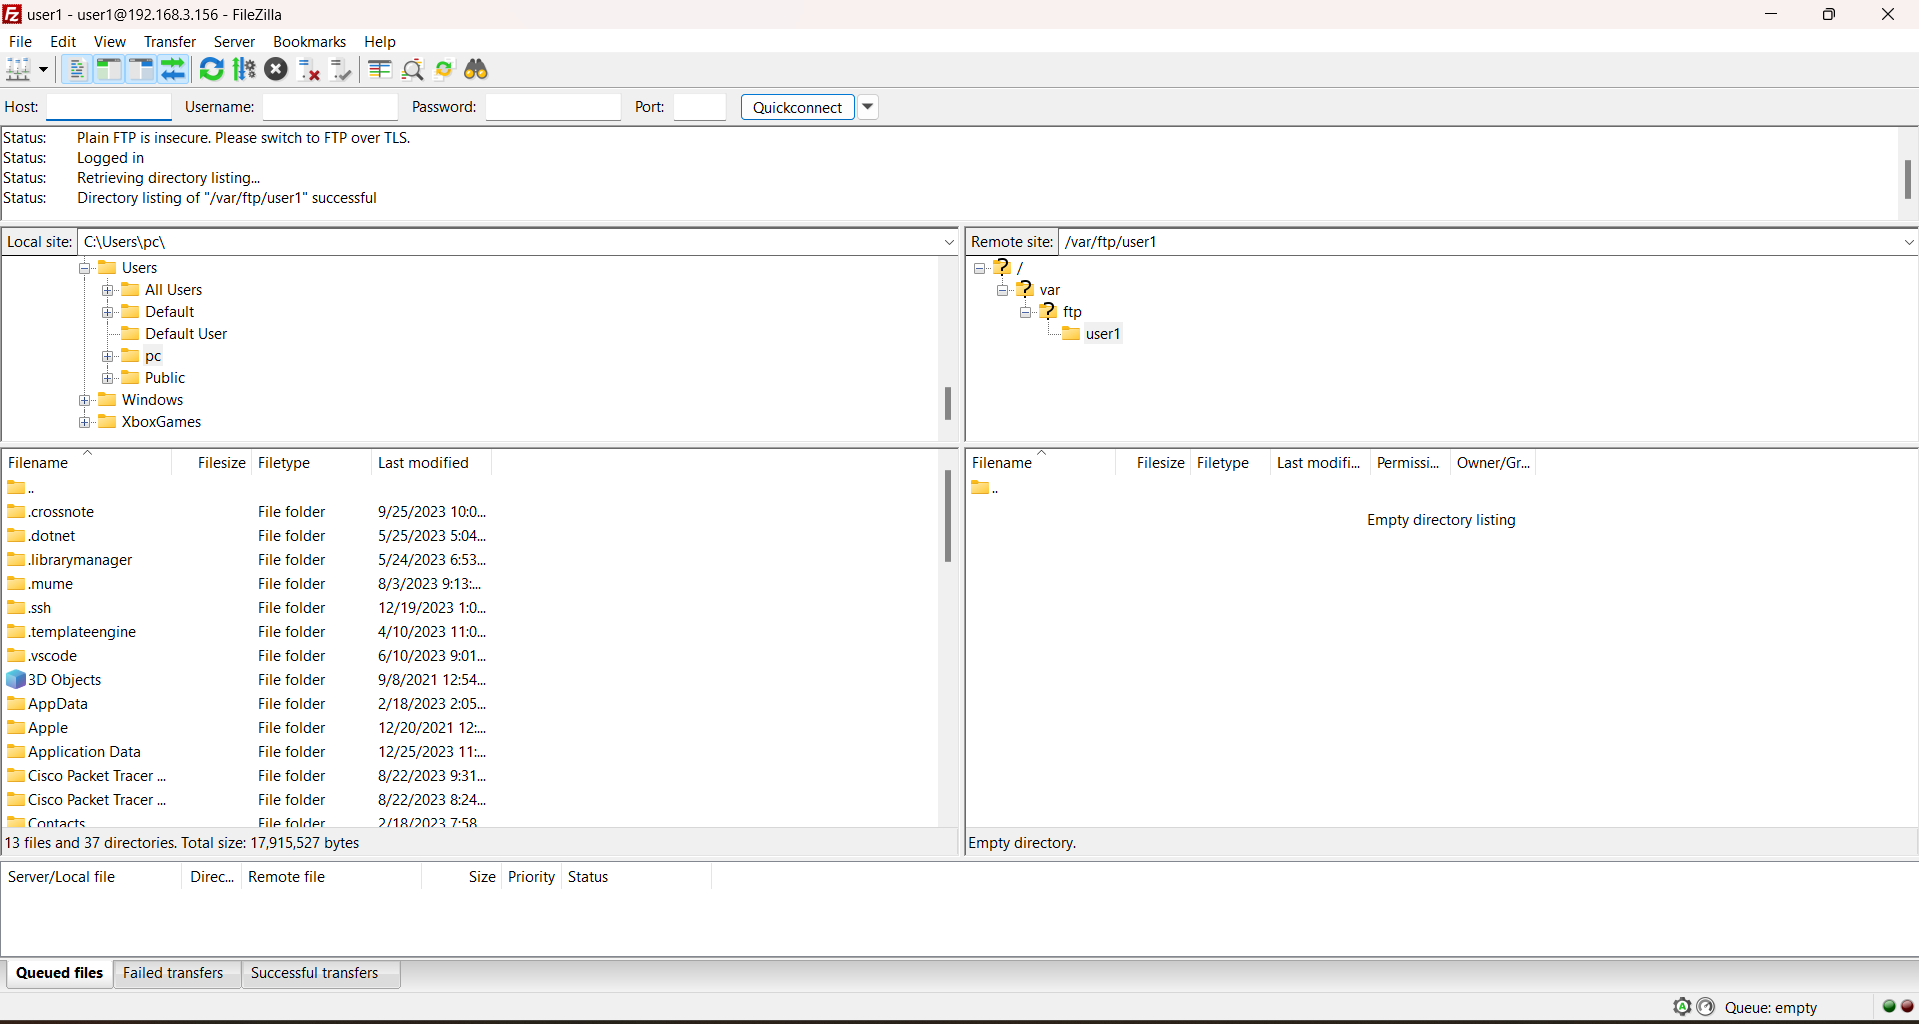 user1 - user1@192.168.3.156 - FileZilla
File Edit View Transfer Server Bookmarks Help
Host: Username: Password: Port: Quickconnect
Status: Plain FTP is insecure. Please switch to FTP over TLS.
Status: Logged in
Status: Retrieving directory listing...
Status: Directory listing of "/var/ftp/user1" successful
Local site: C:\Users\pc\
Users
All Users
Default
Default User
pc
Public
Windows
XboxGames
Remote site: /var/ftp/user1
/
var
ftp
user1
Filename Filesize Filetype Last modified
..
.crossnote File folder 9/25/2023 10:0...
.dotnet File folder 5/25/2023 5:04...
.librarymanager File folder 5/24/2023 6:53...
.mume File folder 8/3/2023 9:13:...
.ssh File folder 12/19/2023 1:0...
.templateengine File folder 4/10/2023 11:0...
.vscode File folder 6/10/2023 9:01...
3D Objects File folder 9/8/2021 12:54...
AppData File folder 2/18/2023 2:05...
Apple File folder 12/20/2021 12:...
Application Data File folder 12/25/2023 11:...
Cisco Packet Tracer ... File folder 8/22/2023 9:31...
Cisco Packet Tracer ... File folder 8/22/2023 8:24...
Contacts File folder 2/18/2023 7:58
13 files and 37 directories. Total size: 17,915,527 bytes
Filename Filesize Filetype Last modifi... Permissi... Owner/Gr...
..
Empty directory listing
Empty directory.
Server/Local file Direc... Remote file Size Priority Status
Queued files Failed transfers Successful transfers
Queue: empty